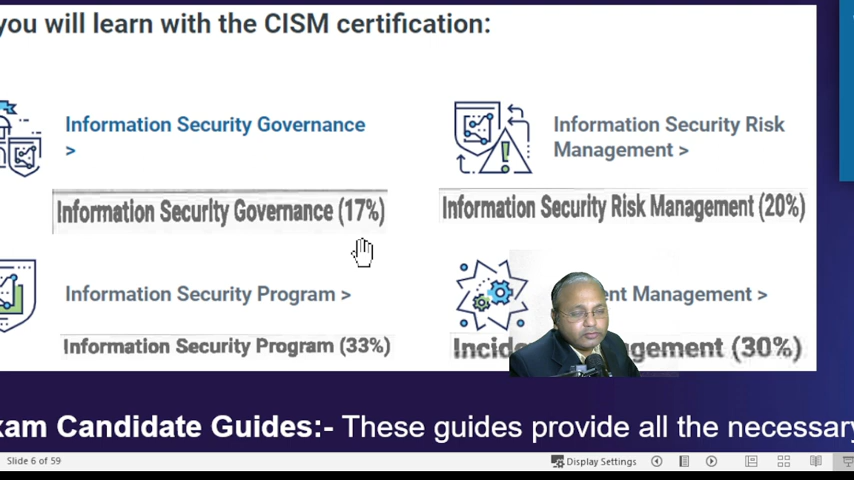 you will learn with the CISM certification:
Information Security Governance
>
Information Security Risk
Management >
Information Security Governance (17%)
Information Security Risk Management (20%)
Information Security Program >
Management >
Information Security Program (33%)
(30%)
Candidate Guides:- These guides provide all the necessary
Slide 6 of 59
Display Settings